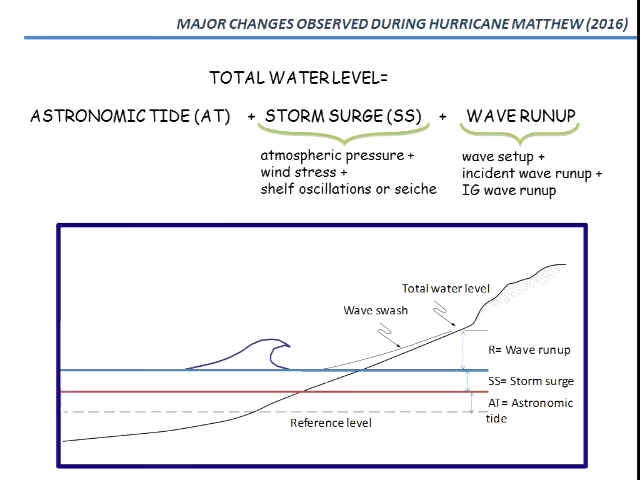 MAJOR CHANGES OBSERVED DURING HURRICANE MATTHEW (2016)
TOTAL WATER LEVEL=
ASTRONOMIC TIDE (AT) + STORM SURGE (SS) + WAVE RUNUP
atmospheric pressure +
wind stress +
shelf oscillations or seiche
wave setup +
incident wave runup +
IG wave runup
Total water level
Wave swash
R= Wave runup
SS= Storm surge
AT= Astronomic
tide
Reference level